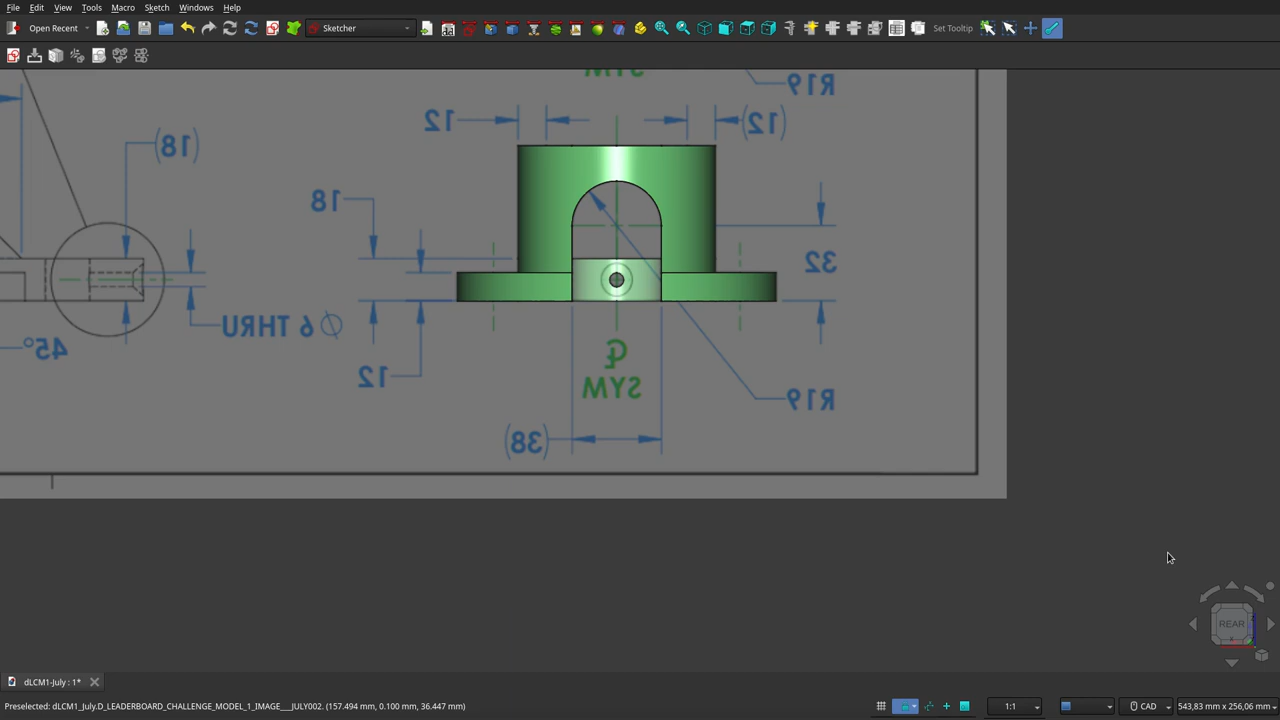 File Edit View Tools Macro Sketch Windows Help
Open Recent Sketcher Set Tooltip
SYM
R19
12 (12)
(18)
18
32
6 THRU ∅
45°
12
℄
SYM
R19
(38)
REAR
dLCM1-July : 1*
Preselected: dLCM1_July.D_LEADERBOARD_CHALLENGE_MODEL_1_IMAGE___JULY002. (157.494 mm, 0.100 mm, 36.447 mm) 1:1 CAD 543,83 mm x 256,06 mm